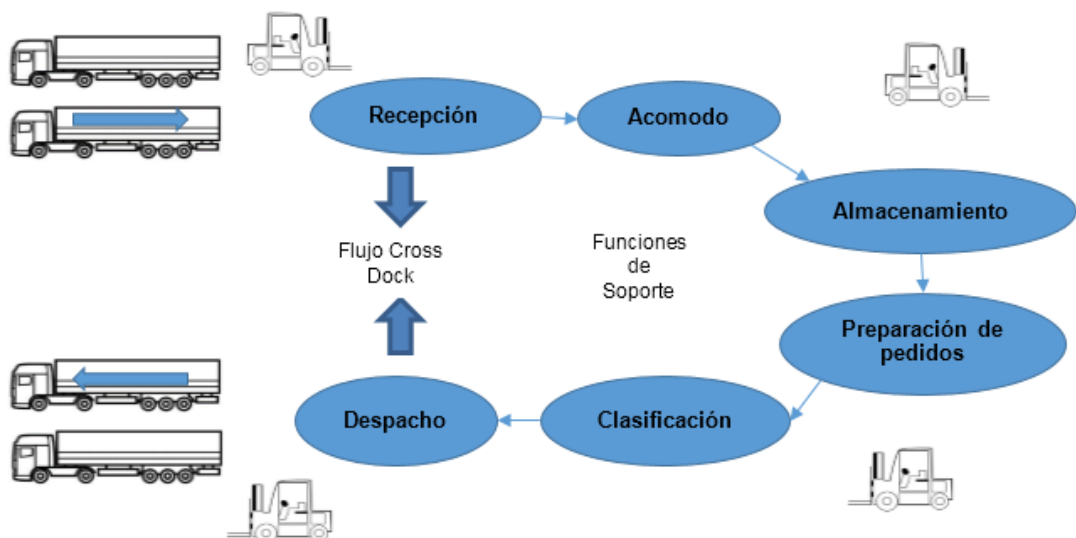 Recepción
Acomodo
Almacenamiento
Flujo Cross
Dock
Funciones
de
Soporte
Preparación de
pedidos
Despacho
Clasificación